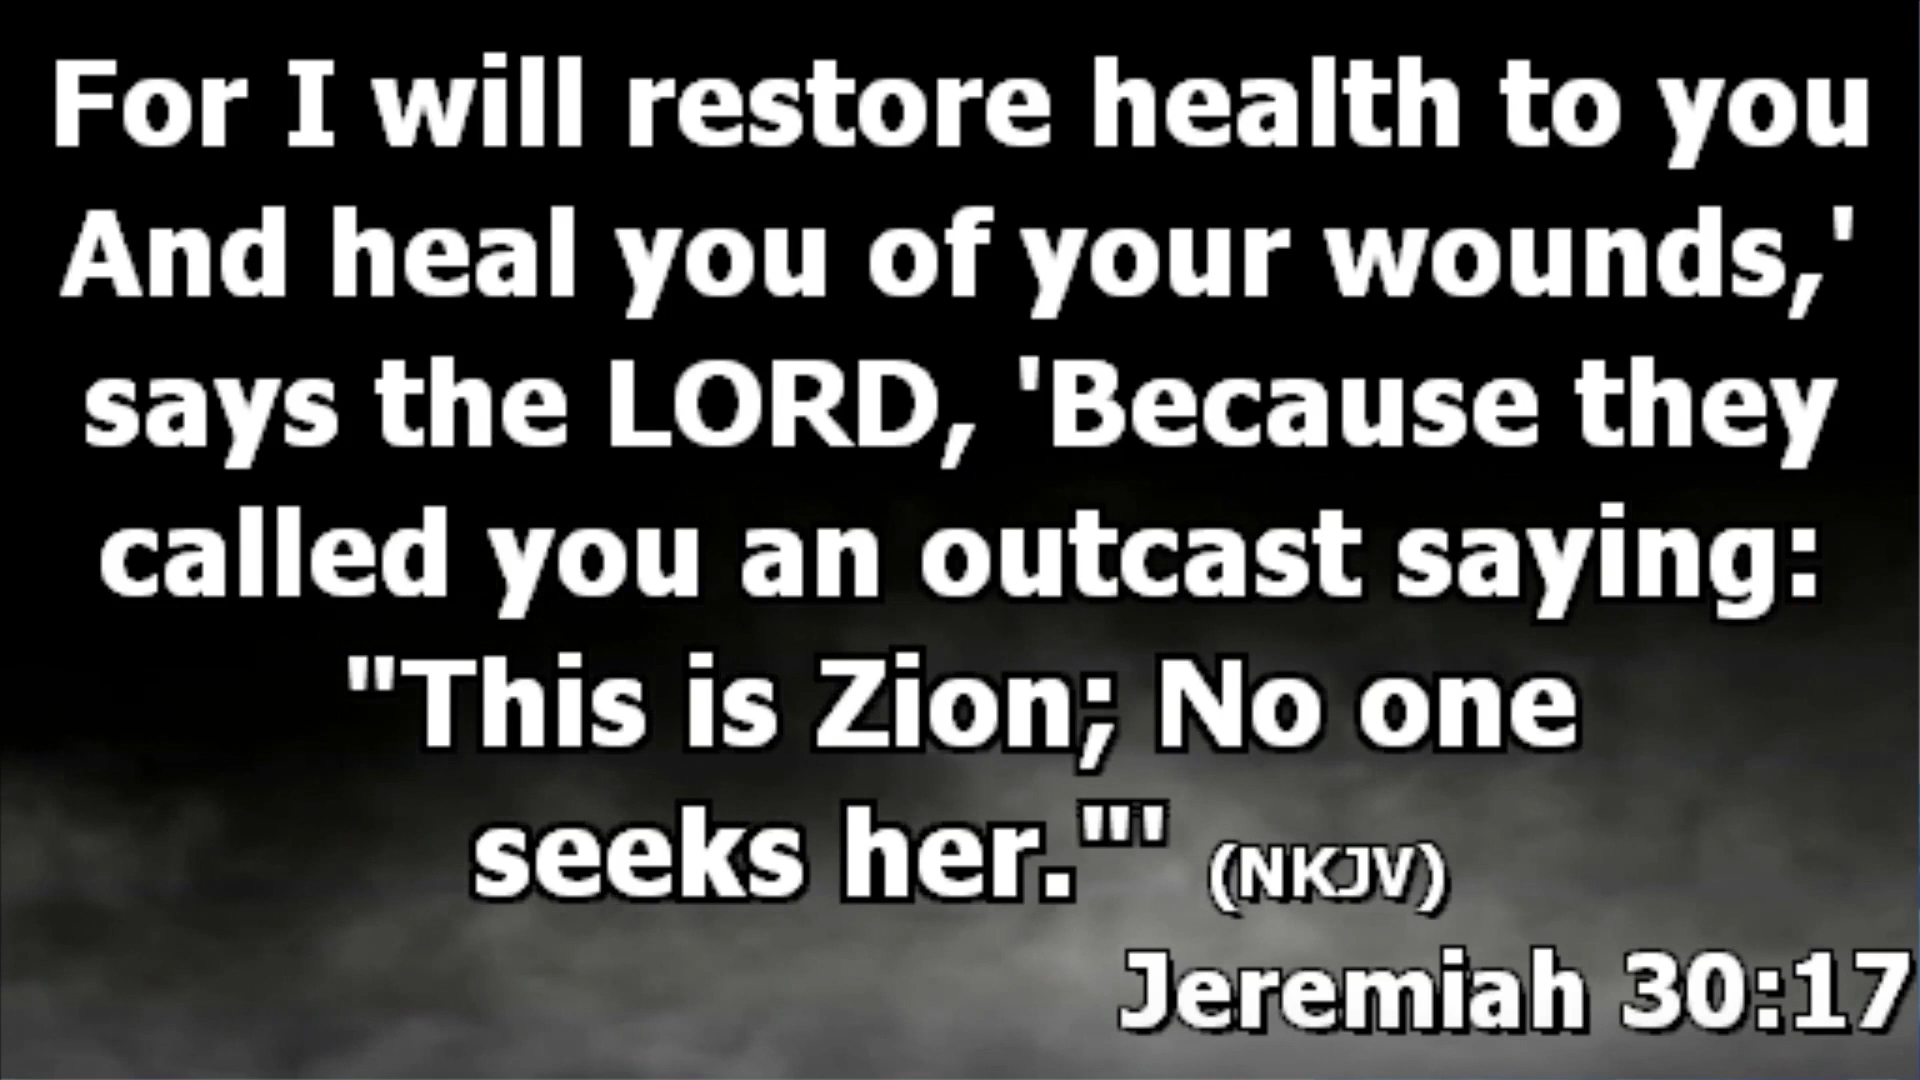 For I will restore health to you
And heal you of your wounds,'
says the LORD, 'Because they
called you an outcast saying:
"This is Zion; No one
seeks her."' (NKJV)
Jeremiah 30:17